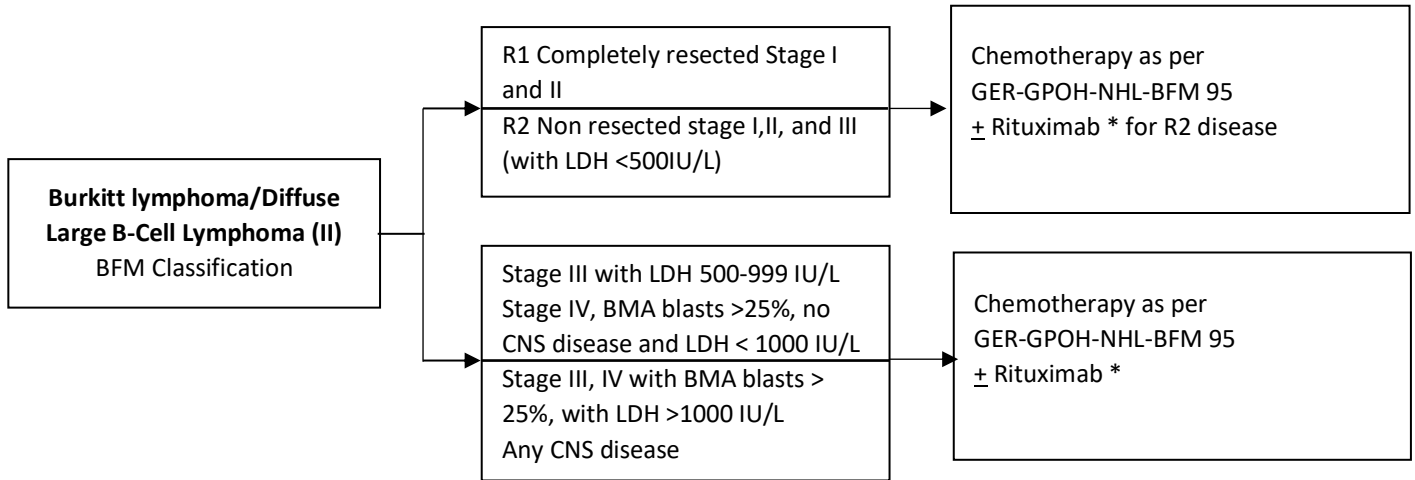 Burkitt lymphoma/Diffuse
Large B-Cell Lymphoma (II)
BFM Classification
R1 Completely resected Stage I
and II
R2 Non resected stage I,II, and III
(with LDH <500IU/L)
Chemotherapy as per
GER-GPOH-NHL-BFM 95
+ Rituximab * for R2 disease
Stage III with LDH 500-999 IU/L
Stage IV, BMA blasts >25%, no
CNS disease and LDH < 1000 IU/L
Stage III, IV with BMA blasts >
25%, with LDH >1000 IU/L
Any CNS disease
Chemotherapy as per
GER-GPOH-NHL-BFM 95
+ Rituximab *